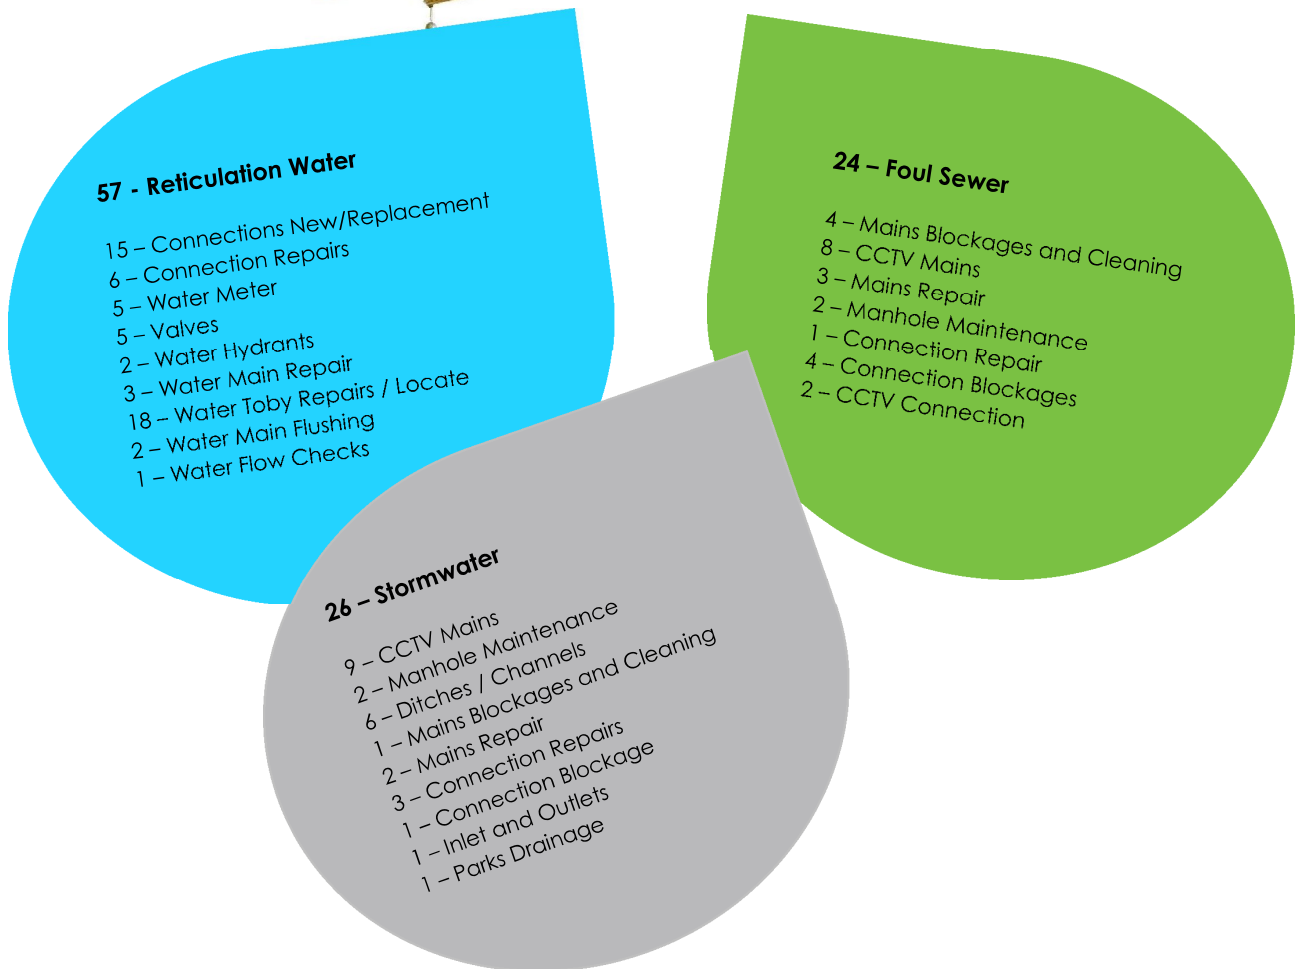 57 - Reticulation Water
15 – Connections New/Replacement
6 – Connection Repairs
5 – Water Meter
5 – Valves
2 – Water Hydrants
3 – Water Main Repair
18 – Water Toby Repairs / Locate
2 – Water Main Flushing
1 – Water Flow Checks
24 – Foul Sewer
4 – Mains Blockages and Cleaning
8 – CCTV Mains
3 – Mains Repair
2 – Manhole Maintenance
1 – Connection Repair
4 – Connection Blockages
2 – CCTV Connection
26 – Stormwater
9 – CCTV Mains
2 – Manhole Maintenance
6 – Ditches / Channels
1 – Mains Blockages and Cleaning
2 – Mains Repair
3 – Connection Repairs
1 – Connection Blockage
1 – Inlet and Outlets
1 – Parks Drainage